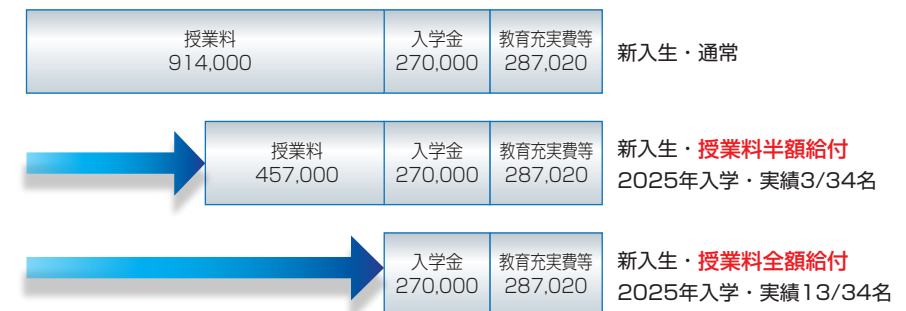 授業料
914,000
入学金
270,000
教育充実費等
287,020
新入生・通常
授業料
457,000
入学金
270,000
教育充実費等
287,020
新入生・授業料半額給付
2025年入学・実績3/34名
入学金
270,000
教育充実費等
287,020
新入生・授業料全額給付
2025年入学・実績13/34名